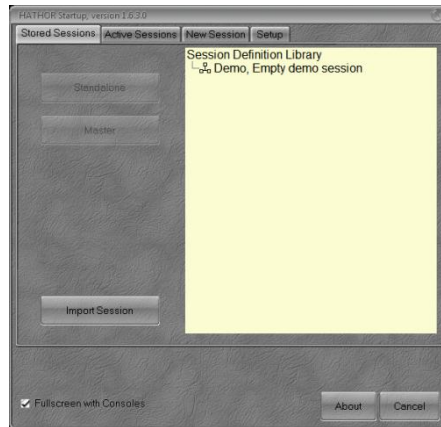 HATHOR Startup, version 1.6.3.0
Stored Sessions Active Sessions New Session Setup
Session Definition Library
Demo, Empty demo session
Standalone
Master
Import Session
Fullscreen with Consoles
About Cancel